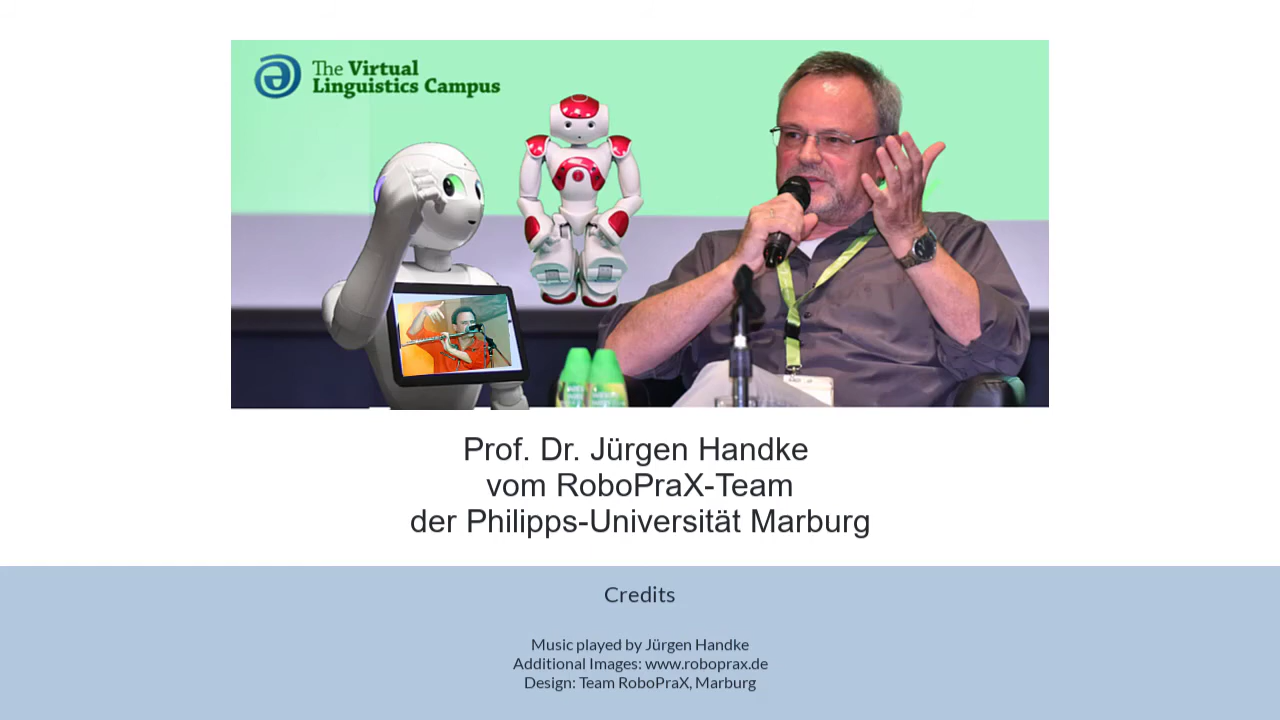 The Virtual
Linguistics Campus
Prof. Dr. Jürgen Handke
vom RoboPraX-Team
der Philipps-Universität Marburg
Credits
Music played by Jürgen Handke
Additional Images: www.roboprax.de
Design: Team RoboPraX, Marburg